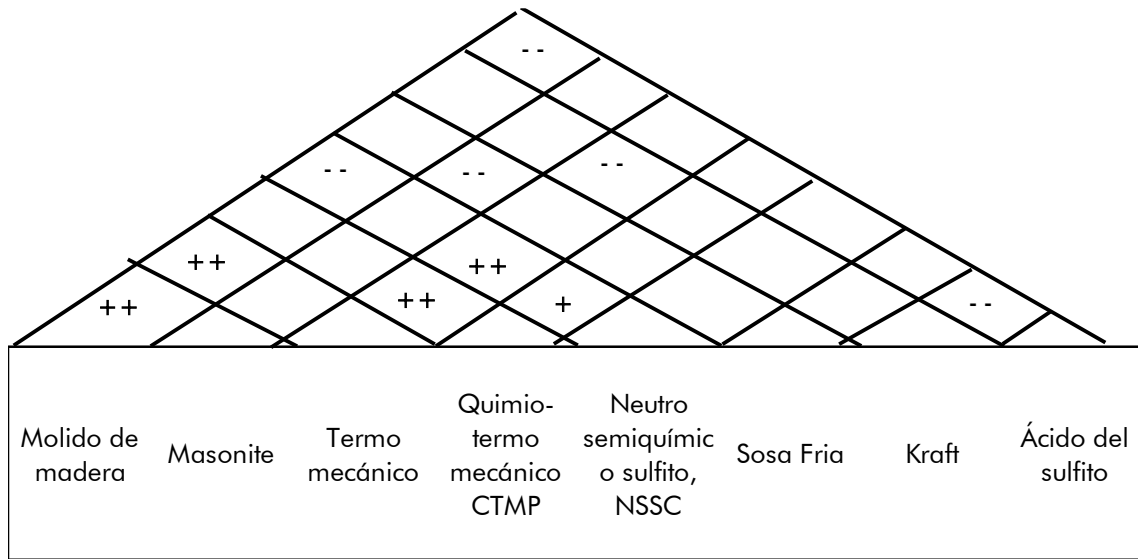 - -
- - - - - -
++ ++
++ ++ + - -
Molido de
madera
Masonite
Termo
mecánico
Quimio-
termo
mecánico
CTMP
Neutro
semiquímic
o sulfito,
NSSC
Sosa Fria
Kraft
Ácido del
sulfito